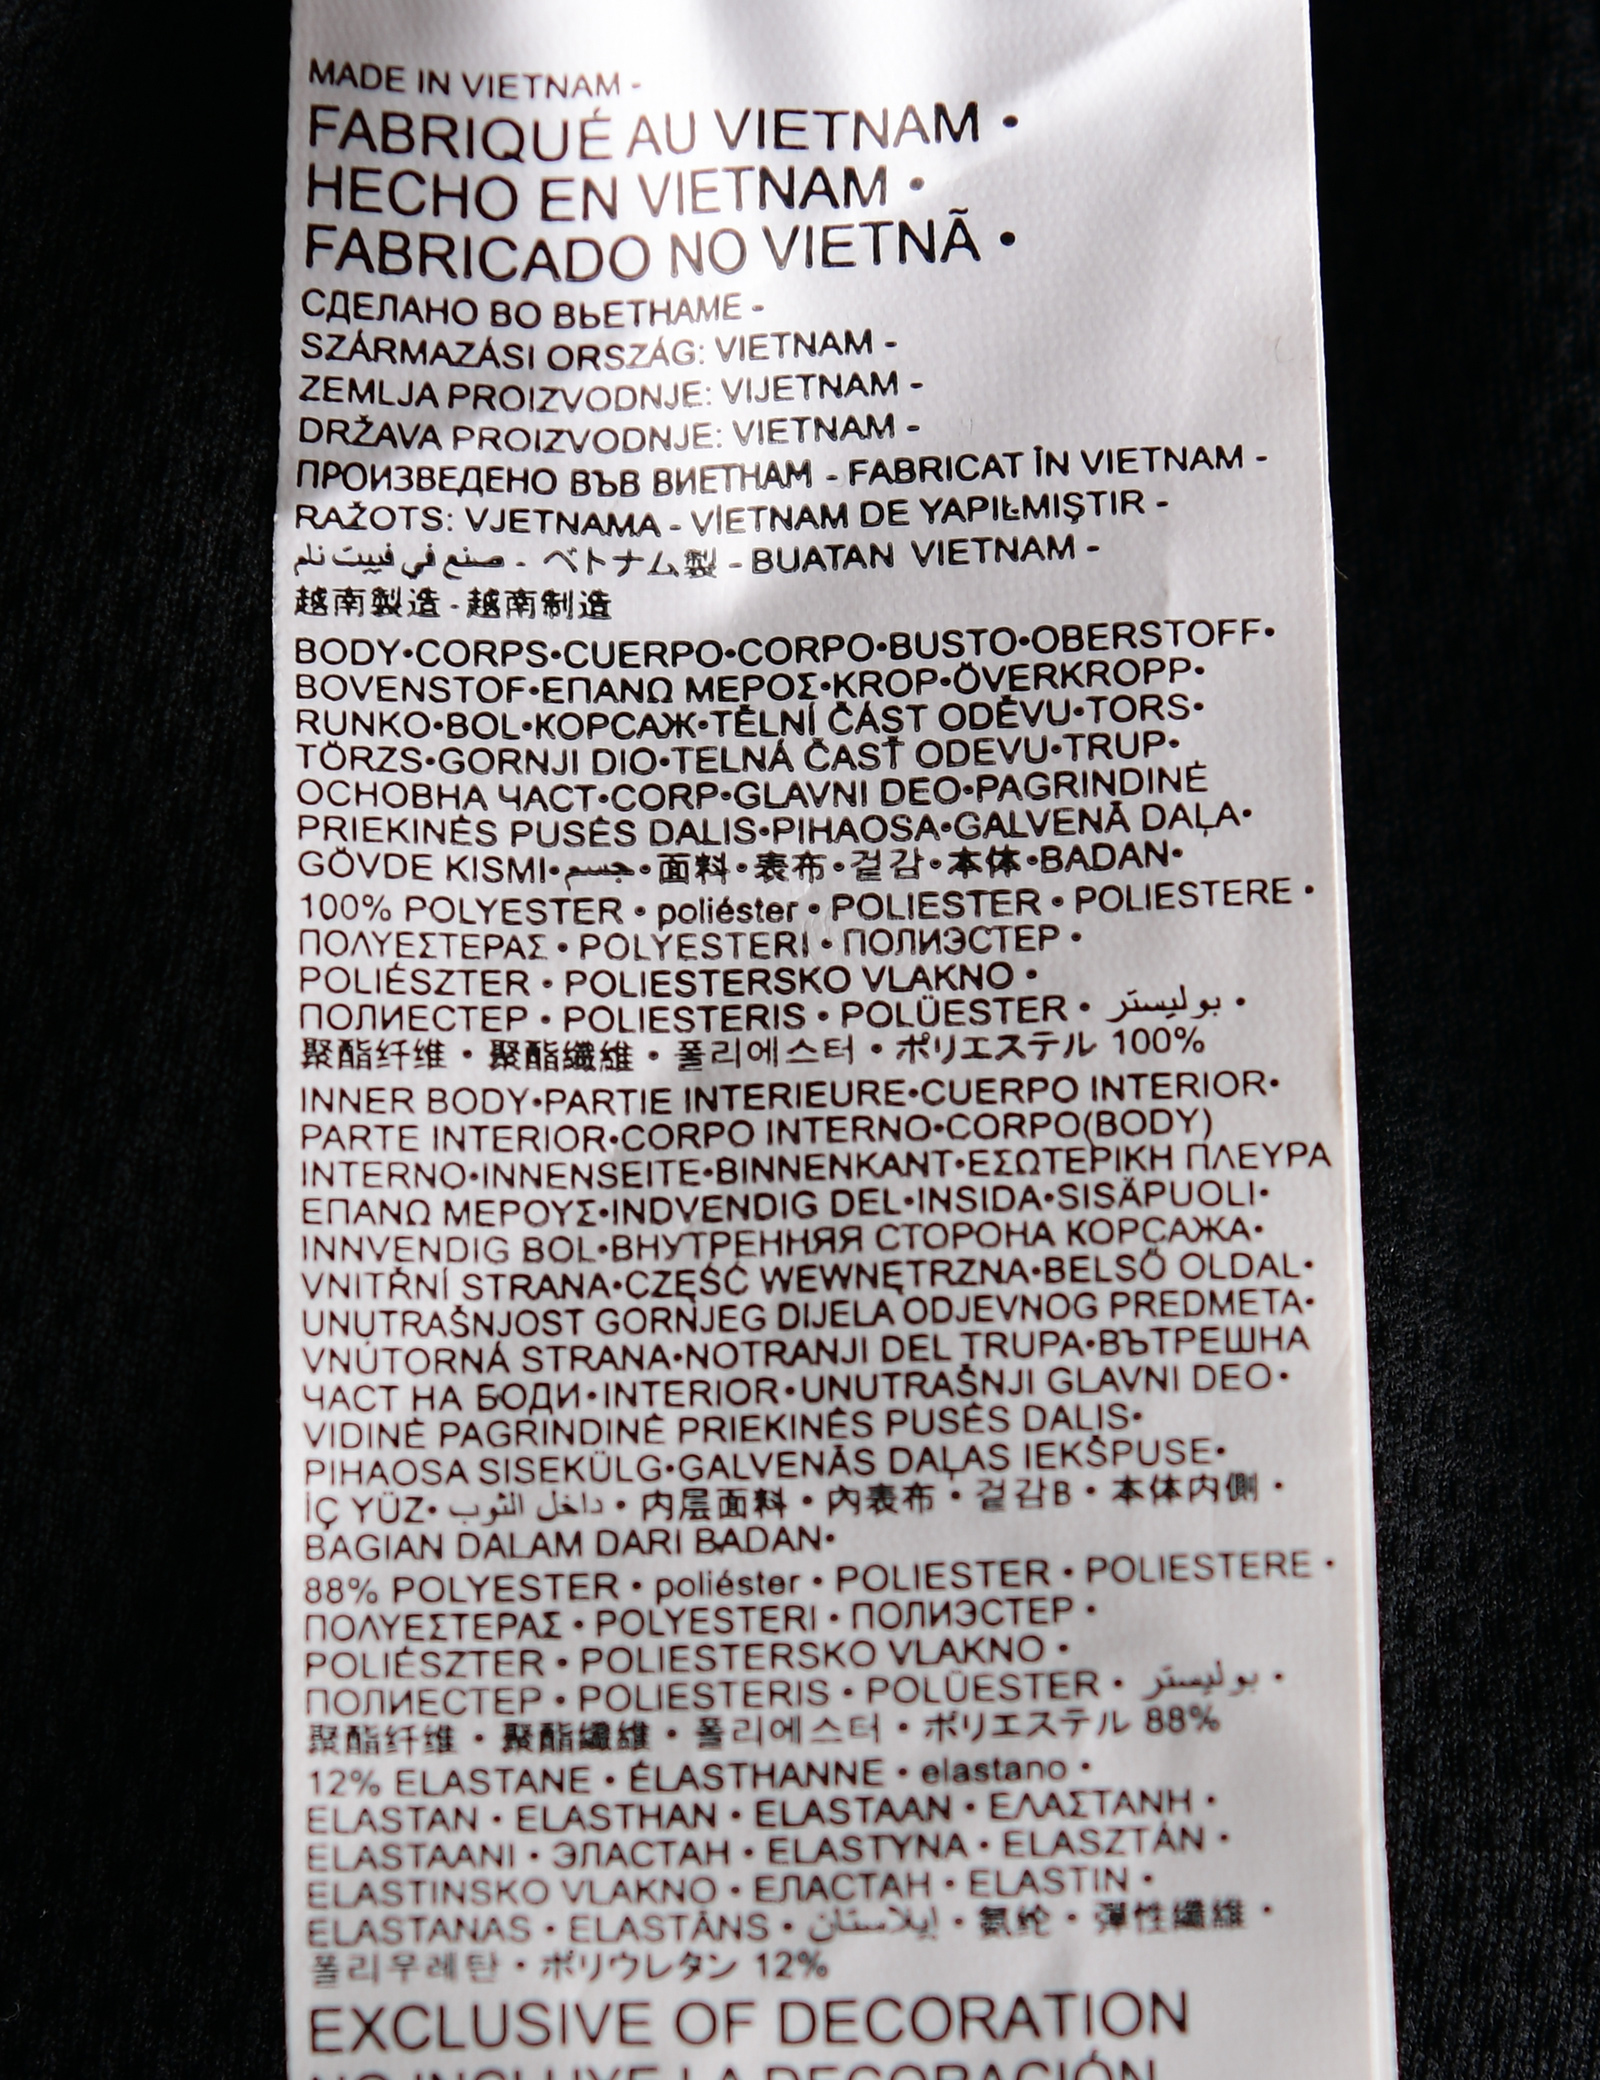 MADE IN VIETNAM -
FABRIQUÉ AU VIETNAM •
HECHO EN VIETNAM •
FABRICADO NO VIETNÃ •
СДЕЛАНО ВО ВЬЕТНАМЕ -
SZÁRMAZÁSI ORSZÁG: VIETNAM -
ZEMLJA PROIZVODNJE: VIJETNAM -
DRŽAVA PROIZVODNJE: VIETNAM -
ПРОИЗВЕДЕНО ВЪВ ВИЕТНАМ - FABRICAT ÎN VIETNAM -
RAŽOTS: VJETNAMA - VİETNAM DE YAPIŁMIŞTIR -
صنع في فييت نام - ベトナム製 - BUATAN VIETNAM -
越南製造 - 越南制造
BODY•CORPS•CUERPO•CORPO•BUSTO•OBERSTOFF•
BOVENSTOF•ΕΠΑΝΩ ΜΕΡΟΣ•KROP•ÖVERKROPP•
RUNKO•BOL•КОРСАЖ•TĚLNÍ ČÁST ODĚVU•TORS•
TÖRZS•GORNJI DIO•TELNÁ ČASŤ ODEVU•TRUP•
ОСНОВНА ЧАСТ•CORP•GLAVNI DEO•PAGRINDINĖ
PRIEKINĖS PUSĖS DALIS•PIHAOSA•GALVENĀ DAĻA•
GÖVDE KISMI•جسم•面料•表布•겉감•本体•BADAN•
100% POLYESTER • poliéster • POLIESTER • POLIESTERE •
ΠΟΛΥΕΣΤΕΡΑΣ • POLYESTERI • ПОЛИЭСТЕР •
POLIÉSZTER • POLIESTERSKO VLAKNO •
ПОЛИЕСТЕР • POLIESTERIS • POLÜESTER • بوليستر •
聚酯纤维 • 聚酯纖維 • 폴리에스터 • ポリエステル 100%
INNER BODY•PARTIE INTERIEURE•CUERPO INTERIOR•
PARTE INTERIOR•CORPO INTERNO•CORPO(BODY)
INTERNO•INNENSEITE•BINNENKANT•ΕΣΩΤΕΡΙΚΗ ΠΛΕΥΡΑ
ΕΠΑΝΩ ΜΕΡΟΥΣ•INDVENDIG DEL•INSIDA•SISÄPUOLI•
INNVENDIG BOL•ВНУТРЕННЯЯ СТОРОНА КОРСАЖА•
VNITŘNÍ STRANA•CZĘŚĆ WEWNĘTRZNA•BELSŐ OLDAL•
UNUTRAŠNJOST GORNJEG DIJELA ODJEVNOG PREDMETA•
VNÚTORNÁ STRANA•NOTRANJI DEL TRUPA•ВЪТРЕШНА
ЧАСТ НА БОДИ•INTERIOR•UNUTRAŠNJI GLAVNI DEO•
VIDINĖ PAGRINDINĖ PRIEKINĖS PUSĖS DALIS•
PIHAOSA SISEKÜLG•GALVENĀS DAĻAS IEKŠPUSE•
İÇ YÜZ• داخل الثوب • 内层面料 • 內表布 • 겉감B • 本体内側 •
BAGIAN DALAM DARI BADAN•
88% POLYESTER • poliéster • POLIESTER • POLIESTERE •
ΠΟΛΥΕΣΤΕΡΑΣ • POLYESTERI • ПОЛИЭСТЕР •
POLIÉSZTER • POLIESTERSKO VLAKNO •
ПОЛИЕСТЕР • POLIESTERIS • POLÜESTER • بوليستر •
聚酯纤维 • 聚酯纖維 • 폴리에스터 • ポリエステル 88%
12% ELASTANE • ÉLASTHANNE • elastano •
ELASTAN • ELASTHAN • ELASTAAN • ΕΛΑΣΤΑΝΗ •
ELASTAANI • ЭЛАСТАН • ELASTYNA • ELASZTÁN •
ELASTINSKO VLAKNO • ЕЛАСТАН • ELASTIN •
ELASTANAS • ELASTĀNS • إيلاستان • 氨纶 • 彈性纖維 •
폴리우레탄 • ポリウレタン 12%
EXCLUSIVE OF DECORATION
NO INCLUYE LA DECORACIÓN